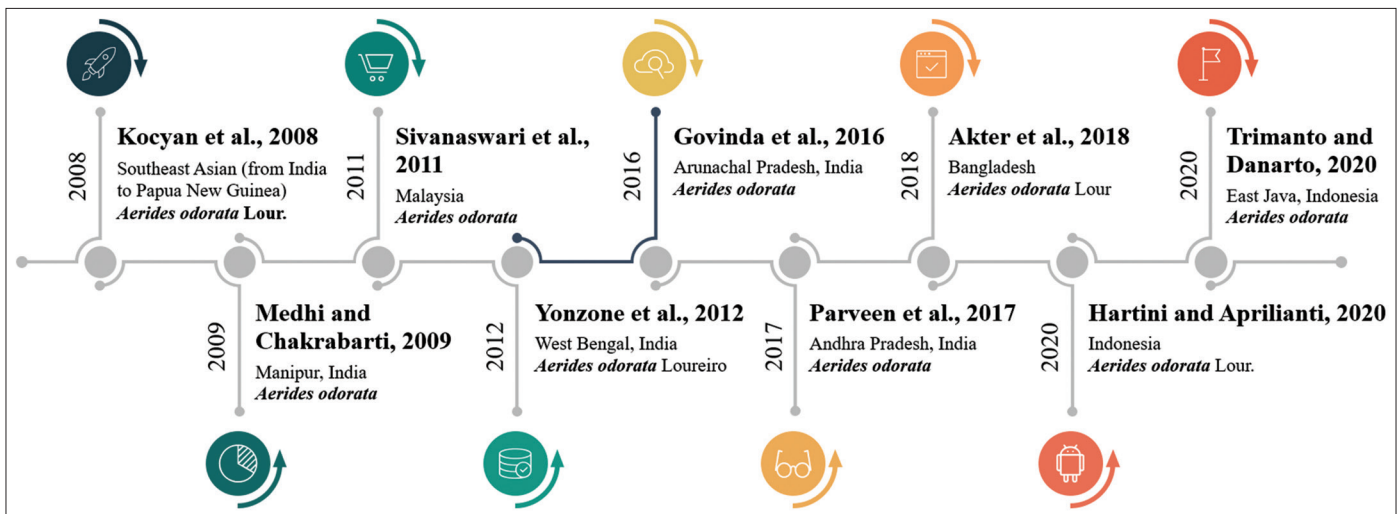 2008
Kocyan et al., 2008
Southeast Asian (from India
to Papua New Guinea)
Aerides odorata Lour.
2009
Medhi and
Chakrabarti, 2009
Manipur, India
Aerides odorata
2011
Sivanaswari et al.,
2011
Malaysia
Aerides odorata
2012
Yonzone et al., 2012
West Bengal, India
Aerides odorata Loureiro
2016
Govinda et al., 2016
Arunachal Pradesh, India
Aerides odorata
2017
Parveen et al., 2017
Andhra Pradesh, India
Aerides odorata
2018
Akter et al., 2018
Bangladesh
Aerides odorata Lour
2020
Hartini and Aprilianti, 2020
Indonesia
Aerides odorata Lour.
2020
Trimanto and
Danarto, 2020
East Java, Indonesia
Aerides odorata